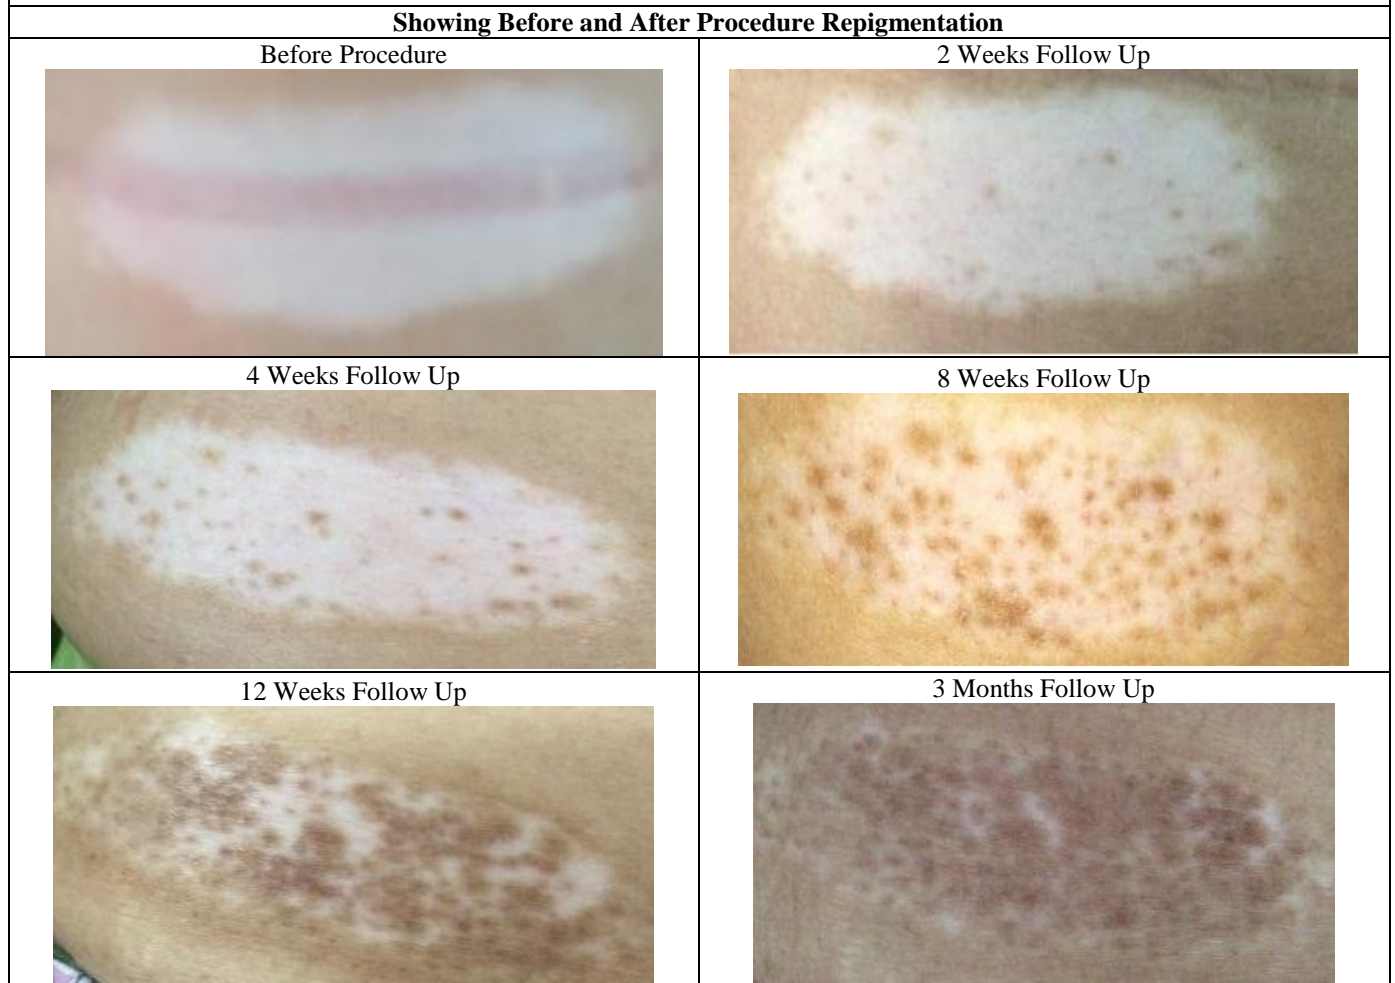 Showing Before and After Procedure Repigmentation
Before Procedure
2 Weeks Follow Up
4 Weeks Follow Up
8 Weeks Follow Up
12 Weeks Follow Up
3 Months Follow Up